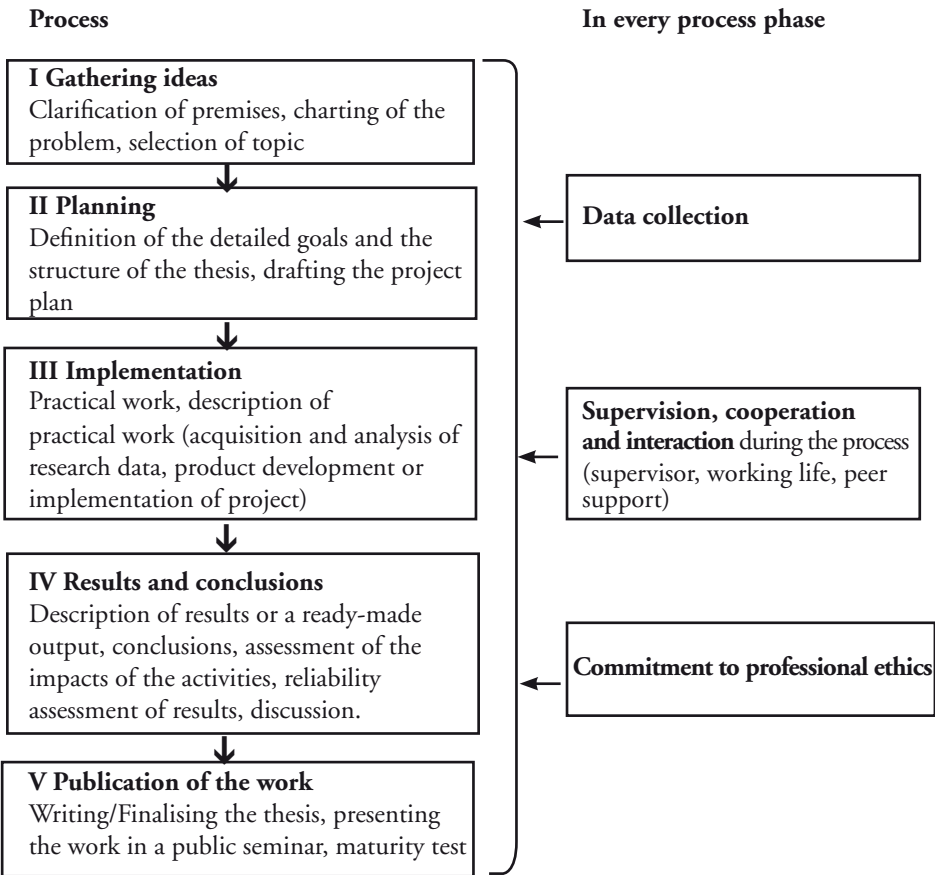 Process
In every process phase
I Gathering ideas
Clarification of premises, charting of the
problem, selection of topic
II Planning
Definition of the detailed goals and the
structure of the thesis, drafting the project
plan
III Implementation
Practical work, description of
practical work (acquisition and analysis of
research data, product development or
implementation of project)
IV Results and conclusions
Description of results or a ready-made
output, conclusions, assessment of the
impacts of the activities, reliability
assessment of results, discussion.
V Publication of the work
Writing/Finalising the thesis, presenting
the work in a public seminar, maturity test
Data collection
Supervision, cooperation
and interaction during the process
(supervisor, working life, peer
support)
Commitment to professional ethics